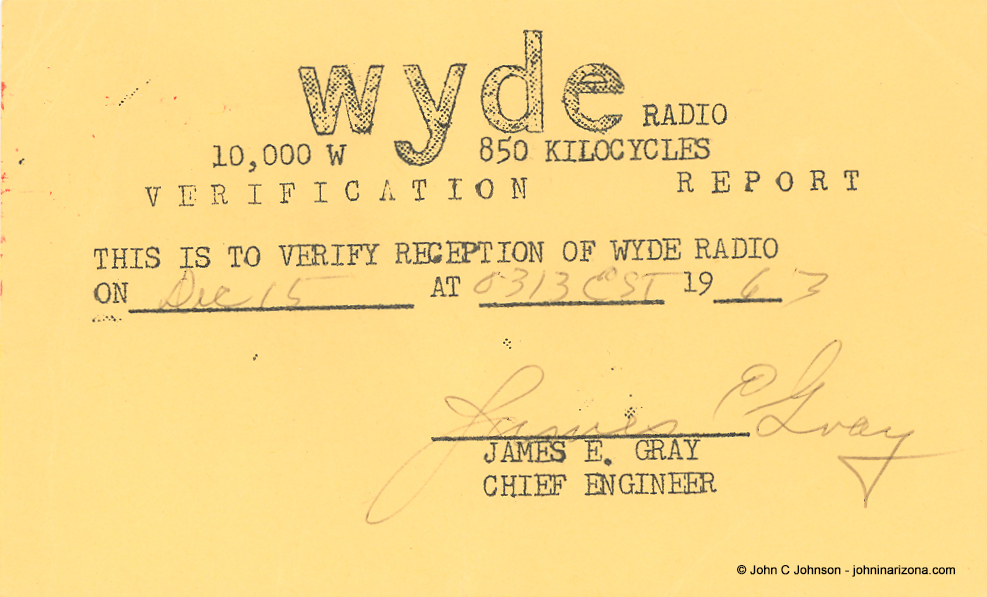 wyde RADIO
10,000 W 850 KILOCYCLES
VERIFICATION REPORT
THIS IS TO VERIFY RECEPTION OF WYDE RADIO
ON Dec 15 AT 0313 CST 19 63
James E Gray
JAMES E. GRAY
CHIEF ENGINEER
© John C Johnson - johninarizona.com